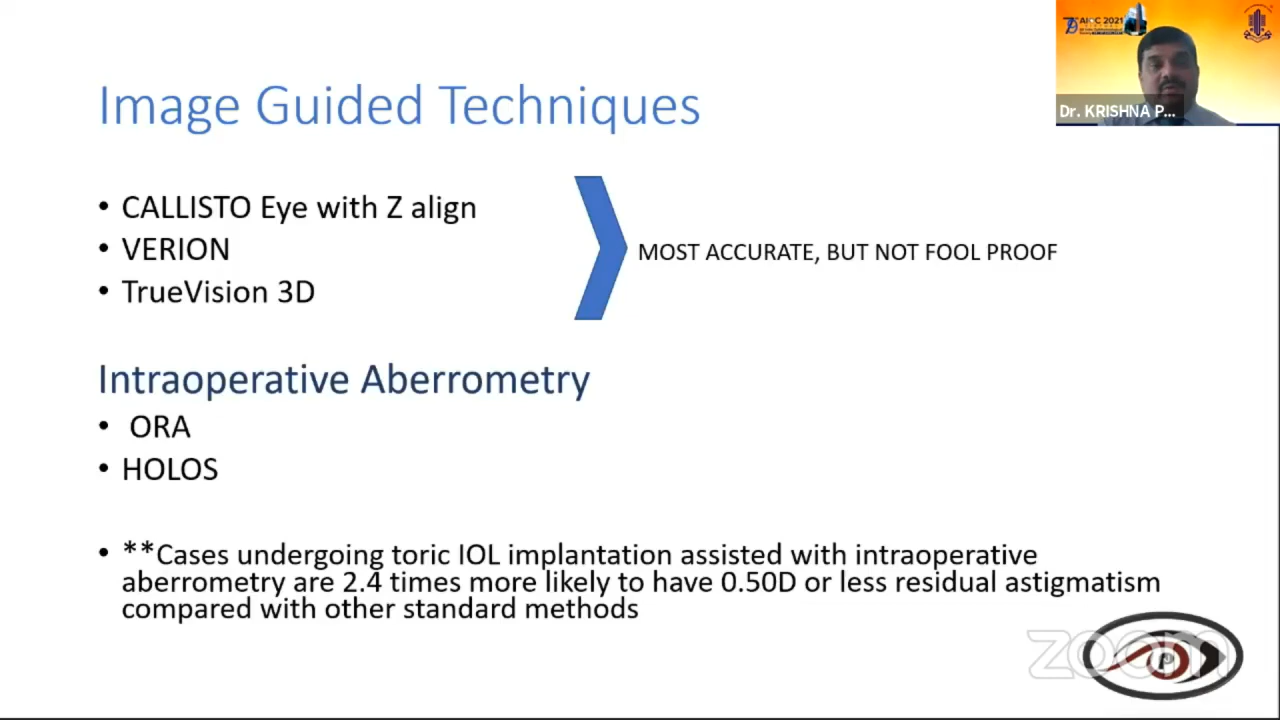 AIOC 2021
Dr. KRISHNA P...
Image Guided Techniques
• CALLISTO Eye with Z align
• VERION
• TrueVision 3D
MOST ACCURATE, BUT NOT FOOL PROOF
Intraoperative Aberrometry
• ORA
• HOLOS
• **Cases undergoing toric IOL implantation assisted with intraoperative
aberrometry are 2.4 times more likely to have 0.50D or less residual astigmatism
compared with other standard methods
zoom